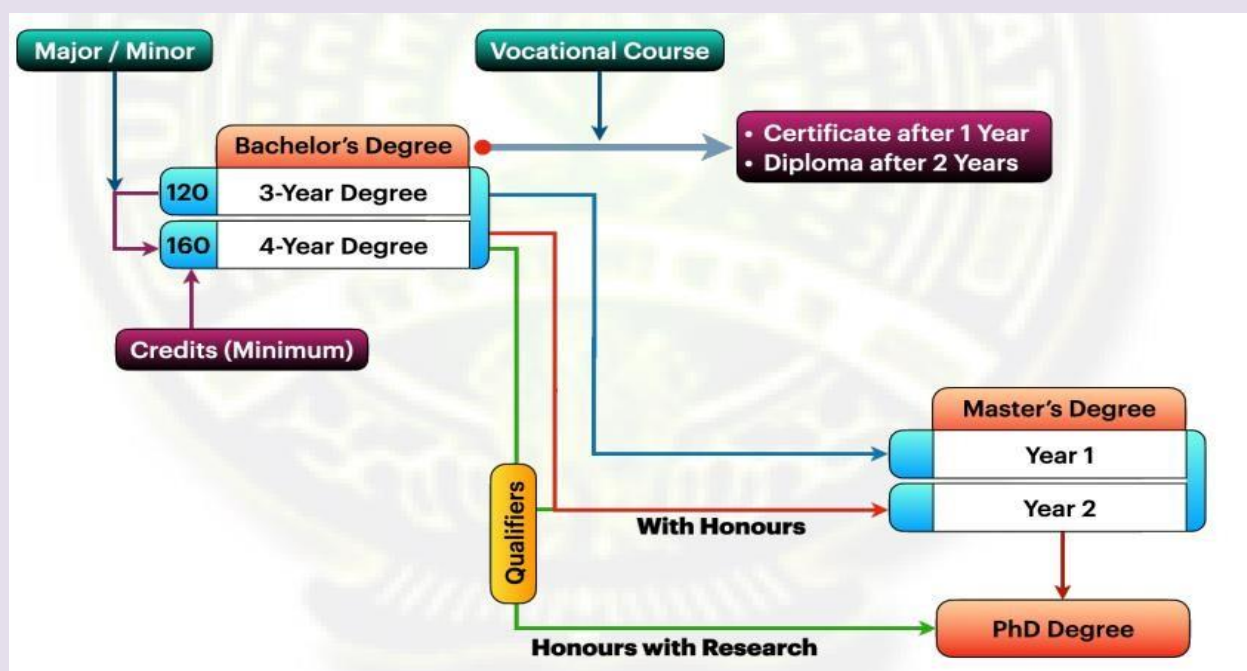 Major / Minor
Vocational Course
Bachelor's Degree
• Certificate after 1 Year
• Diploma after 2 Years
120
3-Year Degree
160
4-Year Degree
Credits (Minimum)
Master's Degree
Year 1
Year 2
Qualifiers
With Honours
PhD Degree
Honours with Research